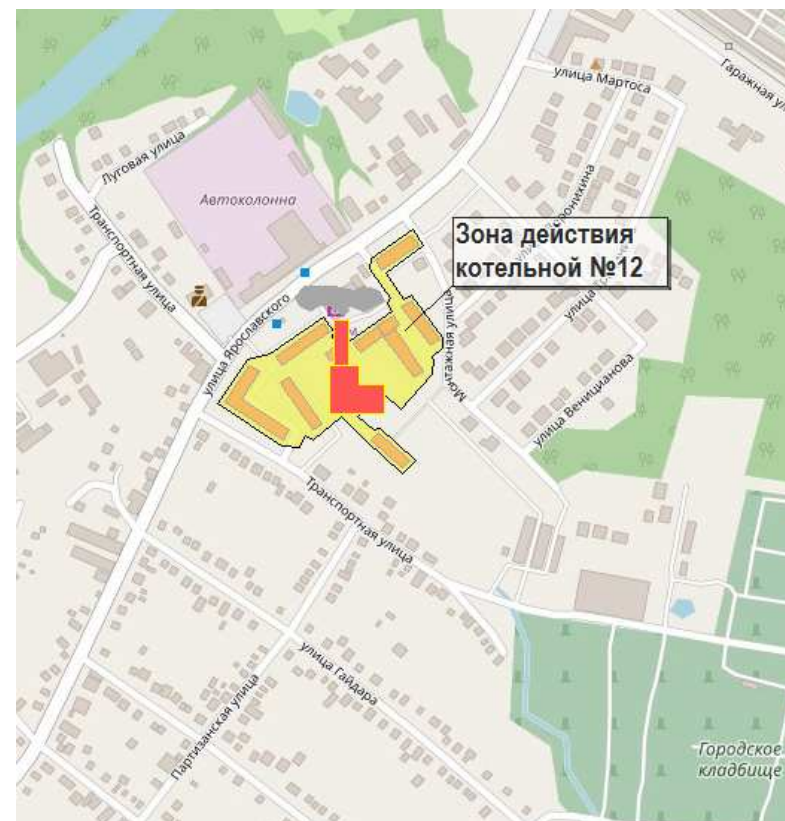 улица Мартоса
Гаражная ул
Луговая улица
Автоколонна
Транспортная улица
Зона действия
котельной №12
улица Ярославского
Монтажная улица
улица Венецианова
Транспортная улица
улица Гайдара
Партизанская улица
Городское
кладбище